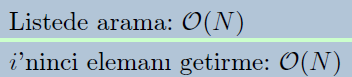 Listede arama: 𝒪(N)
i'ninci elemanı getirme: 𝒪(N)